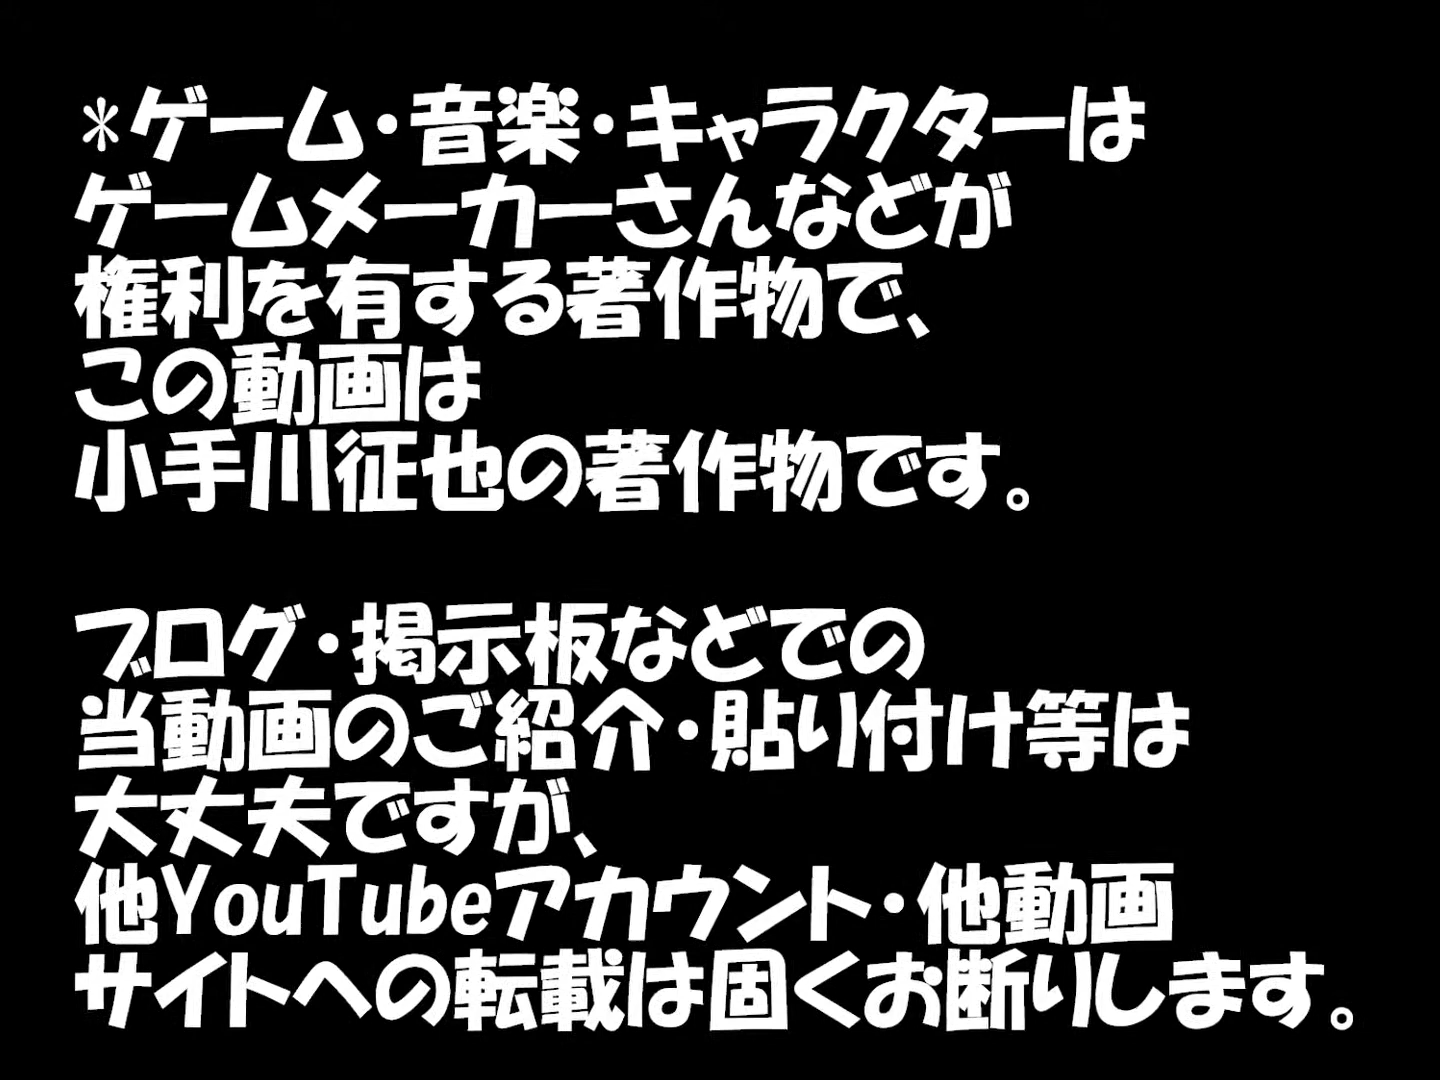 *ゲーム・音楽・キャラクターは
ゲームメーカーさんなどが
権利を有する著作物で、
この動画は
小手川征也の著作物です。
ブログ・掲示板などでの
当動画のご紹介・貼り付け等は
大丈夫ですが、
他YouTubeアカウント・他動画
サイトへの転載は固くお断りします。